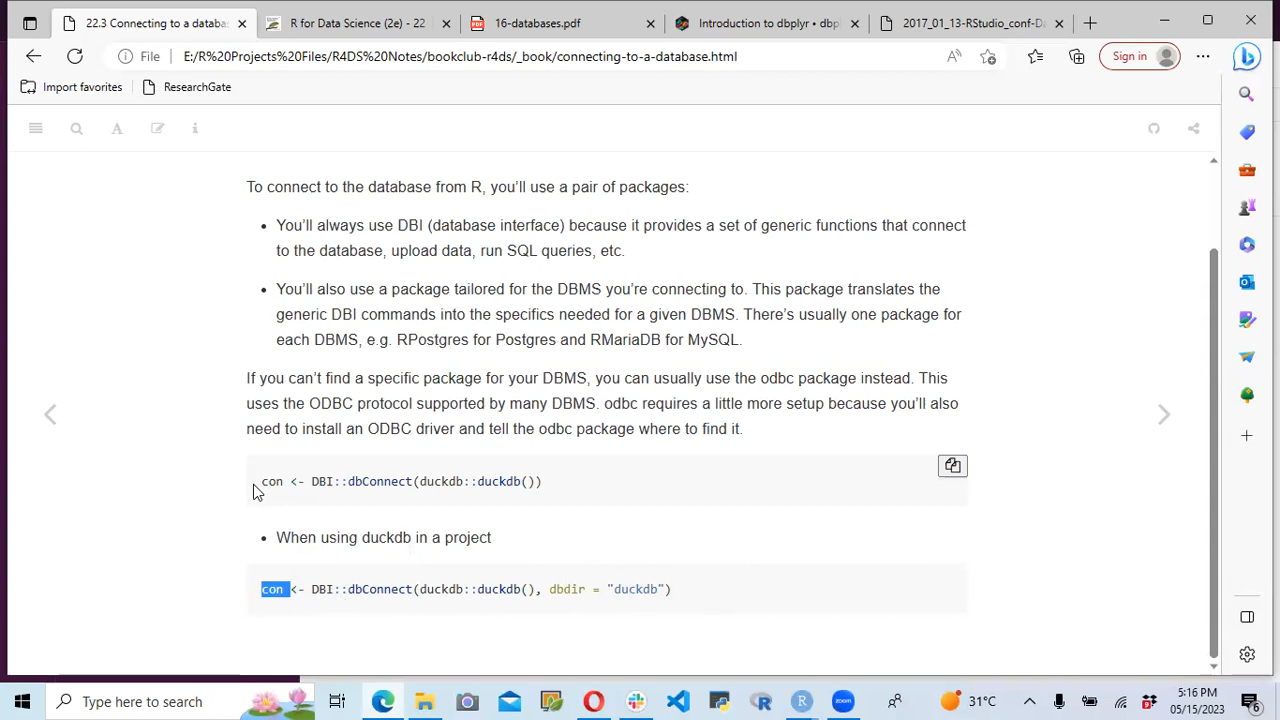 22.3 Connecting to a databa
R for Data Science (2e) - 22
16-databases.pdf
Introduction to dbplyr • dbp
2017_01_13-RStudio_conf-Da
File
E:/R%20Projects%20Files/R4DS%20Notes/bookclub-r4ds/_book/connecting-to-a-database.html
Sign in
Import favorites
ResearchGate
To connect to the database from R, you'll use a pair of packages:
• You'll always use DBI (database interface) because it provides a set of generic functions that connect
to the database, upload data, run SQL queries, etc.
• You'll also use a package tailored for the DBMS you're connecting to. This package translates the
generic DBI commands into the specifics needed for a given DBMS. There's usually one package for
each DBMS, e.g. RPostgres for Postgres and RMariaDB for MySQL.
If you can't find a specific package for your DBMS, you can usually use the odbc package instead. This
uses the ODBC protocol supported by many DBMS. odbc requires a little more setup because you'll also
need to install an ODBC driver and tell the odbc package where to find it.
con <- DBI::dbConnect(duckdb::duckdb())
• When using duckdb in a project
con <- DBI::dbConnect(duckdb::duckdb(), dbdir = "duckdb")
Type here to search
31°C
5:16 PM
05/15/2023
6